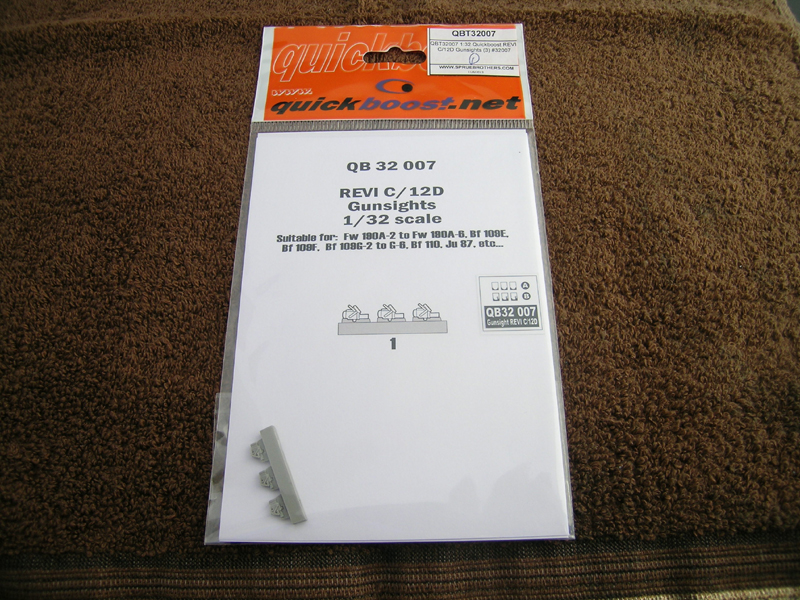 QBT32007
QBT32007 1:32 Quickboost REVI
C/12D Gunsights (3) #32007
WWW.SPRUEBROTHERS.COM
www.
quickboost.net
QB 32 007
REVI C/12D
Gunsights
1/32 scale
Suitable for: Fw 190A-2 to Fw 190A-6, Bf 109E,
Bf 109F, Bf 109G-2 to G-6, Bf 110, Ju 87, etc...
A
B
QB32 007
Gunsight REVI C/12D
1